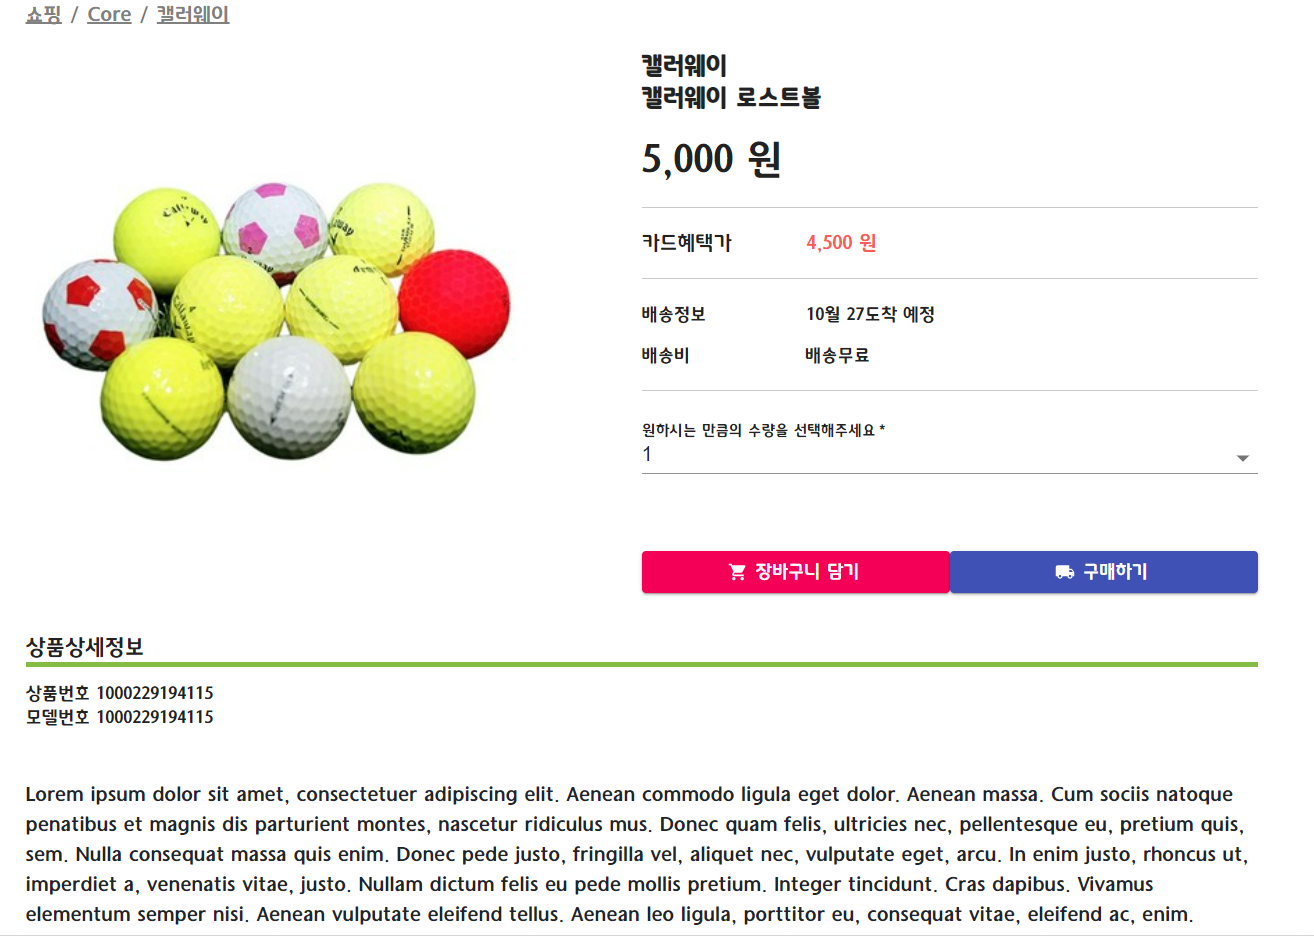 쇼핑 / Core / 캘러웨이
캘러웨이
캘러웨이 로스트볼
5,000 원
카드혜택가 4,500 원
배송정보 10월 27도착 예정
배송비 배송무료
원하시는 만큼의 수량을 선택해주세요 *
1
장바구니 담기 구매하기
Callaway
상품상세정보
상품번호 1000229194115
모델번호 1000229194115
Lorem ipsum dolor sit amet, consectetuer adipiscing elit. Aenean commodo ligula eget dolor. Aenean massa. Cum sociis natoque
penatibus et magnis dis parturient montes, nascetur ridiculus mus. Donec quam felis, ultricies nec, pellentesque eu, pretium quis,
sem. Nulla consequat massa quis enim. Donec pede justo, fringilla vel, aliquet nec, vulputate eget, arcu. In enim justo, rhoncus ut,
imperdiet a, venenatis vitae, justo. Nullam dictum felis eu pede mollis pretium. Integer tincidunt. Cras dapibus. Vivamus
elementum semper nisi. Aenean vulputate eleifend tellus. Aenean leo ligula, porttitor eu, consequat vitae, eleifend ac, enim.